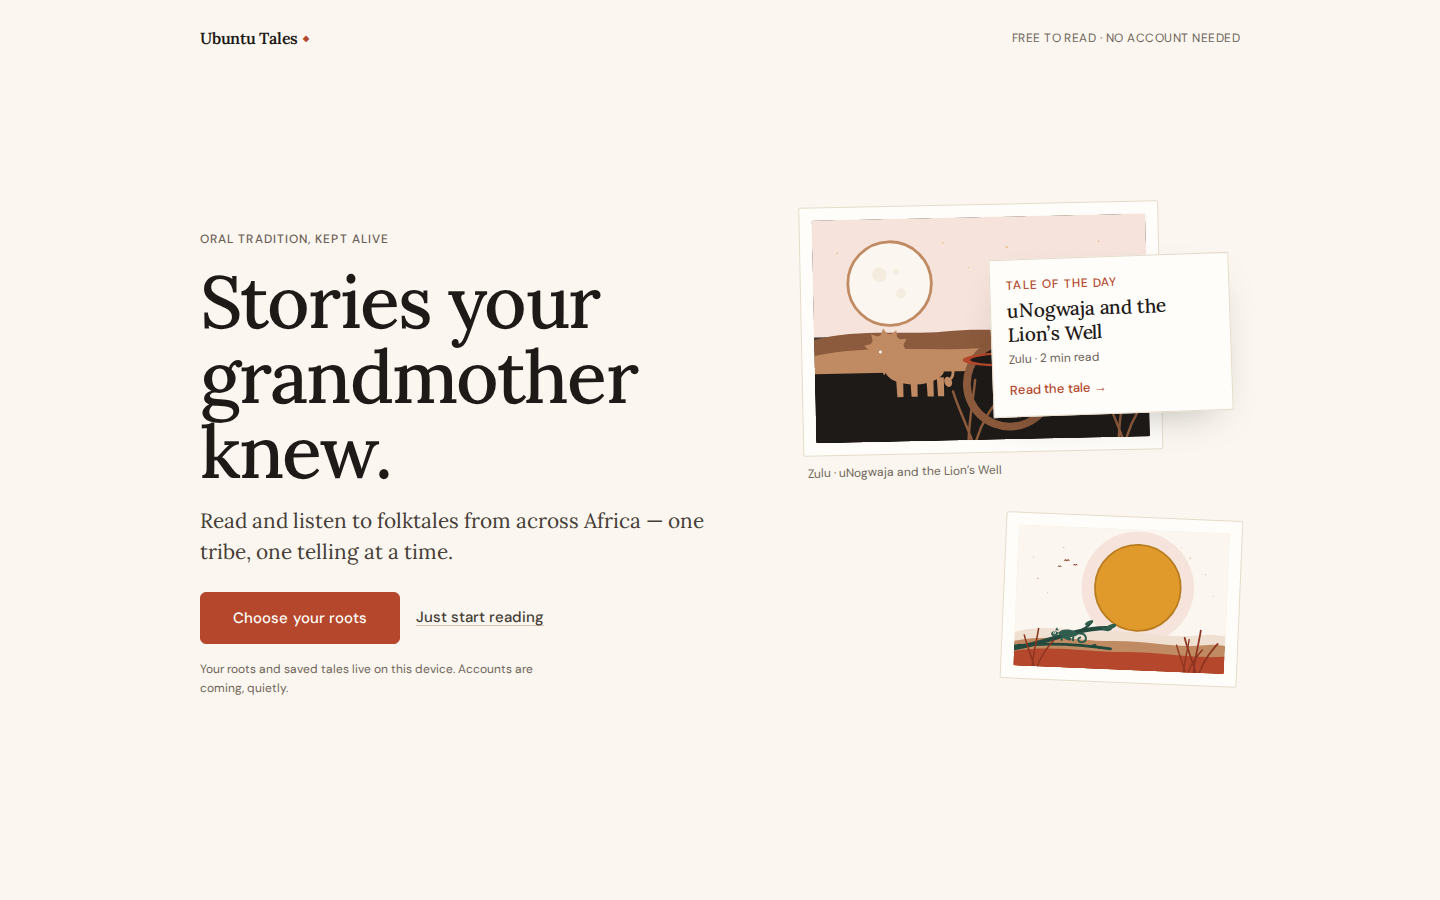 Ubuntu Tales
FREE TO READ · NO ACCOUNT NEEDED
ORAL TRADITION, KEPT ALIVE
Stories your
grandmother
knew.
Read and listen to folktales from across Africa — one
tribe, one telling at a time.
Choose your roots
Just start reading
Your roots and saved tales live on this device. Accounts are
coming, quietly.
TALE OF THE DAY
uNogwaja and the
Lion’s Well
Zulu · 2 min read
Read the tale →
Zulu · uNogwaja and the Lion’s Well